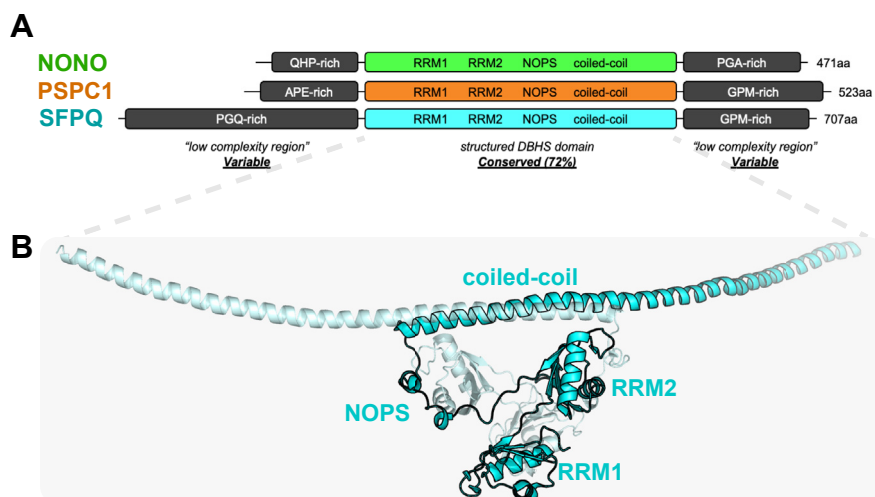 A
NONO QHP-rich RRM1 RRM2 NOPS coiled-coil PGA-rich 471aa
PSPC1 APE-rich RRM1 RRM2 NOPS coiled-coil GPM-rich 523aa
SFPQ PGQ-rich RRM1 RRM2 NOPS coiled-coil GPM-rich 707aa
"low complexity region" structured DBHS domain "low complexity region"
Variable Conserved (72%) Variable
B
coiled-coil
RRM2
NOPS
RRM1